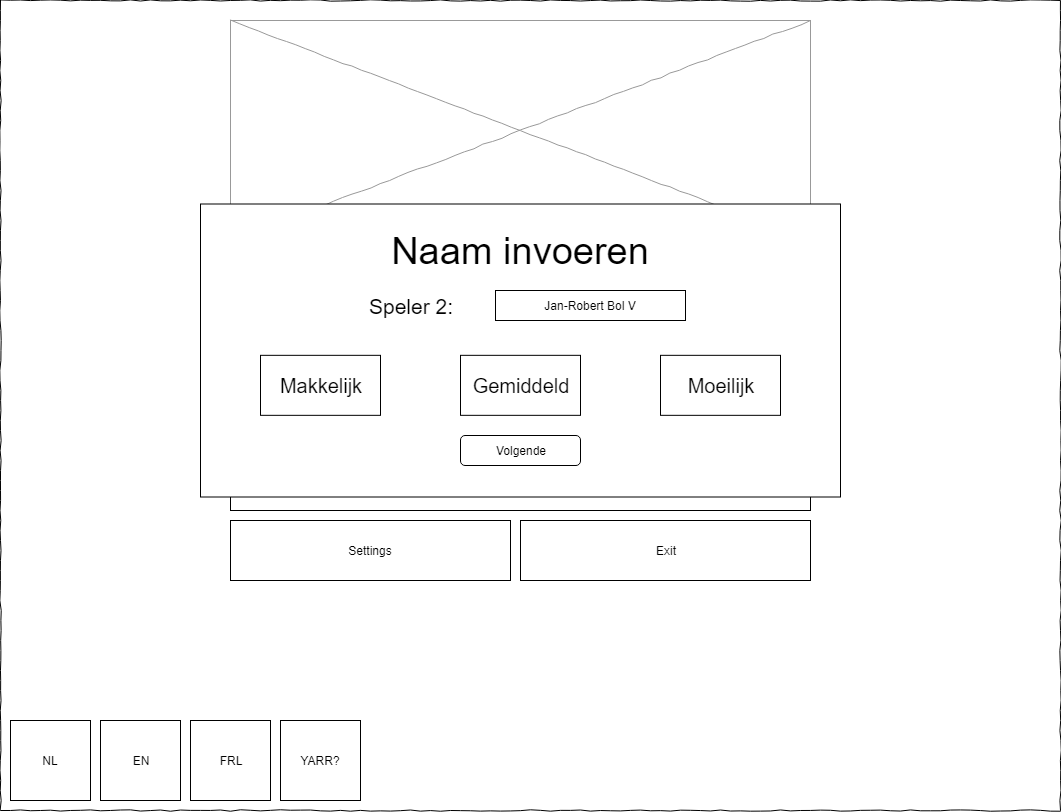 Naam invoeren
Speler 2: Jan-Robert Bol V
Makkelijk Gemiddeld Moeilijk
Volgende
Settings Exit
NL EN FRL YARR?